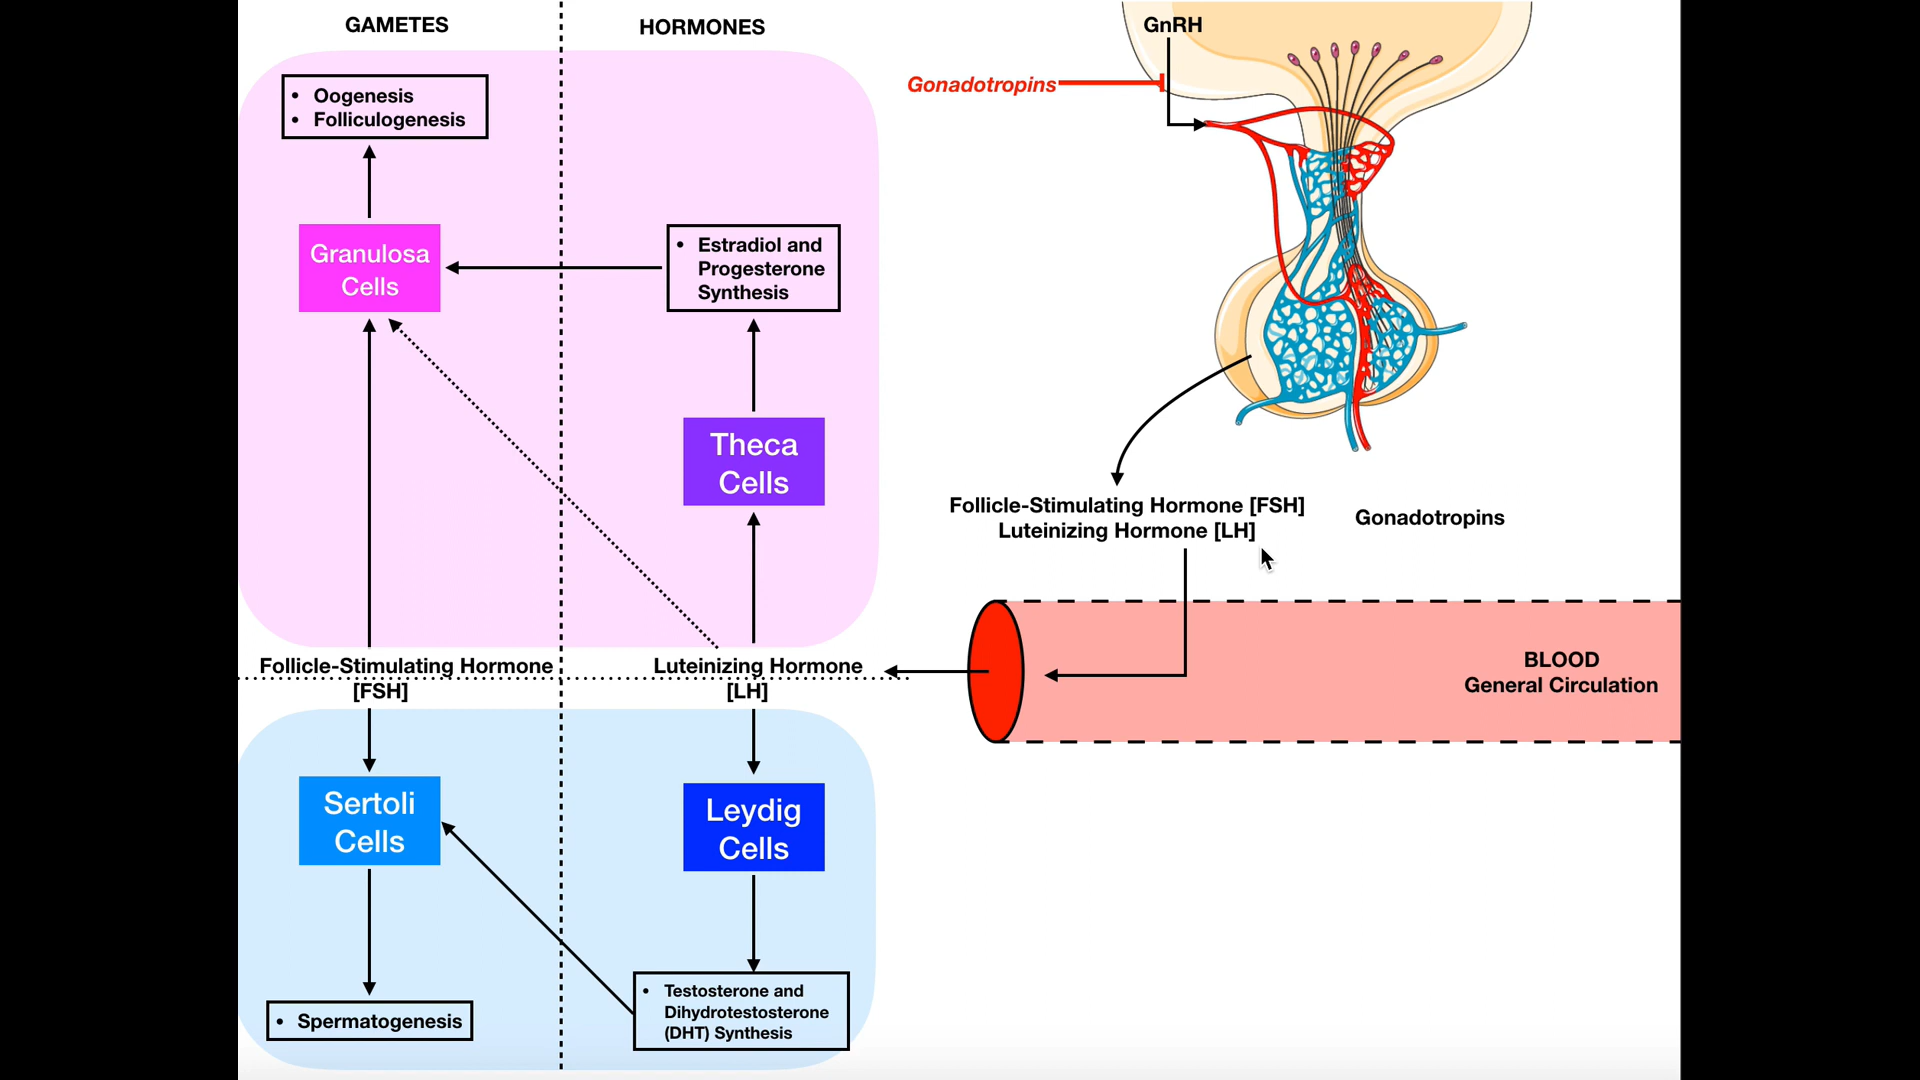 GAMETES
HORMONES
• Oogenesis
• Folliculogenesis
Granulosa
Cells
• Estradiol and
Progesterone
Synthesis
Theca
Cells
Follicle-Stimulating Hormone
[FSH]
Luteinizing Hormone
[LH]
Sertoli
Cells
Leydig
Cells
• Spermatogenesis
• Testosterone and
Dihydrotestosterone
(DHT) Synthesis
GnRH
Gonadotropins
Follicle-Stimulating Hormone [FSH]
Luteinizing Hormone [LH]
Gonadotropins
BLOOD
General Circulation